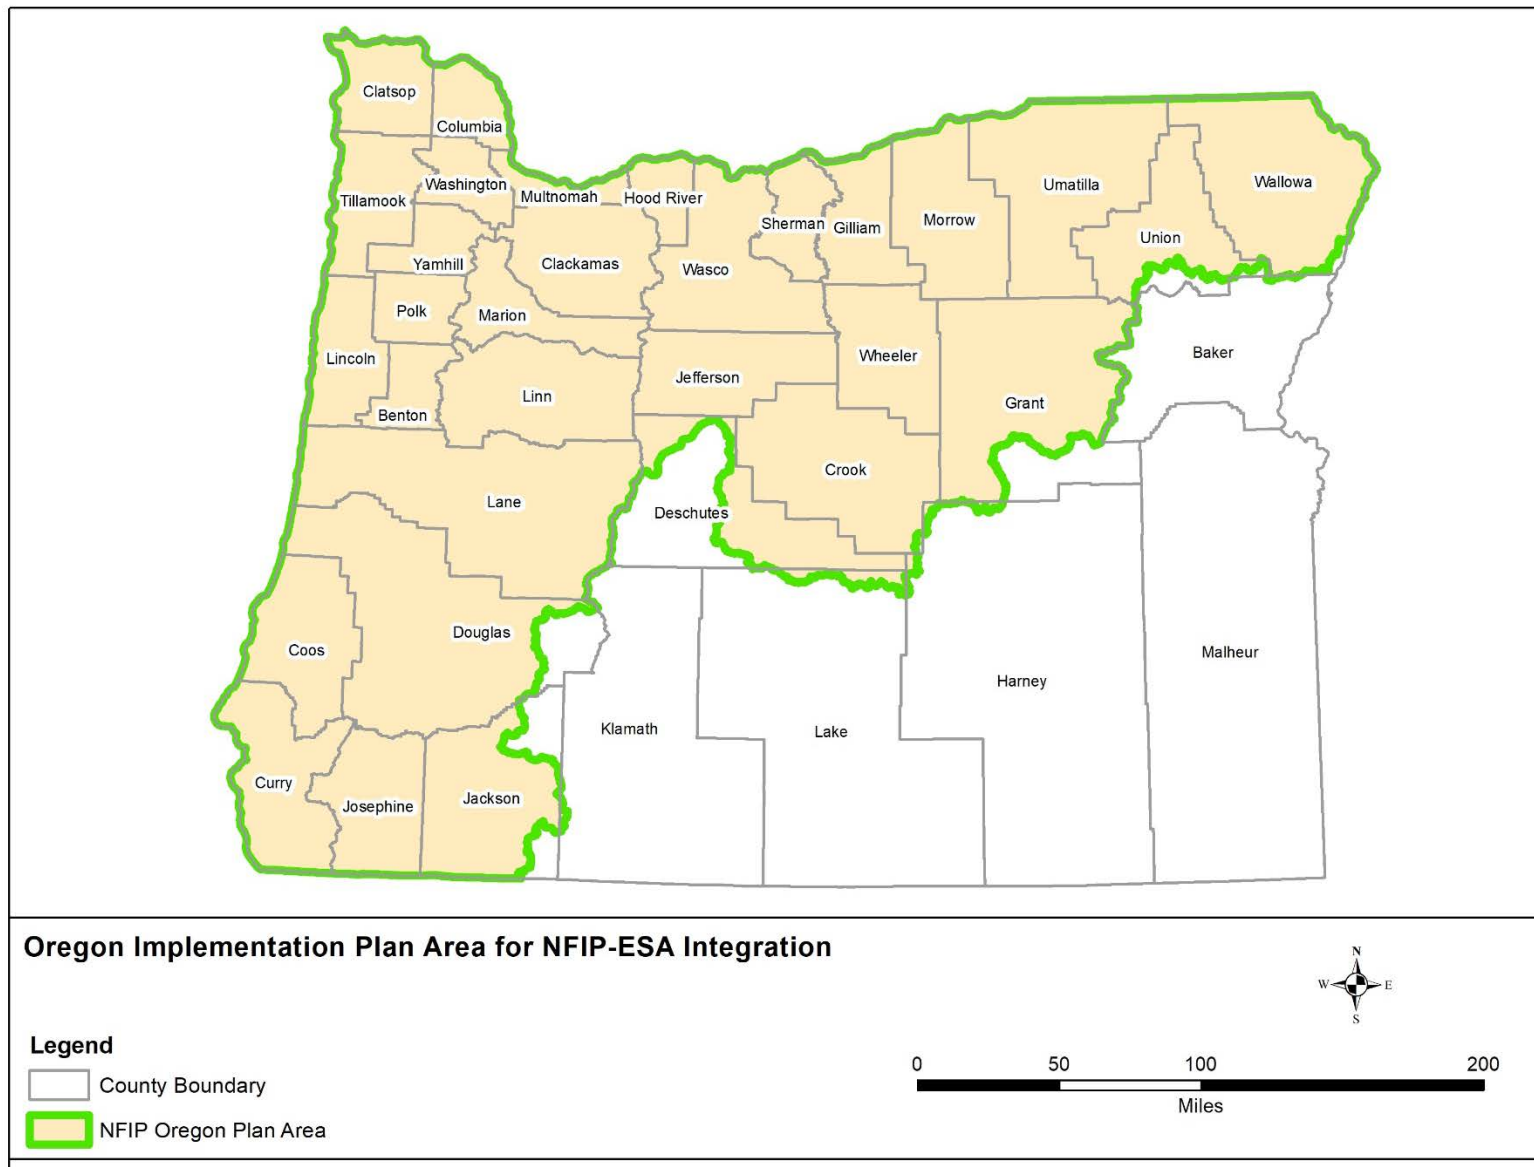 Clatsop
Columbia
Washington
Tillamook
Multnomah
Hood River
Sherman
Gilliam
Morrow
Umatilla
Wallowa
Union
Yamhill
Clackamas
Wasco
Polk
Marion
Lincoln
Wheeler
Baker
Jefferson
Linn
Benton
Grant
Crook
Lane
Deschutes
Douglas
Coos
Malheur
Harney
Klamath
Lake
Curry
Josephine
Jackson
Oregon Implementation Plan Area for NFIP-ESA Integration
N
W E
S
Legend
County Boundary
NFIP Oregon Plan Area
0 50 100 200
Miles